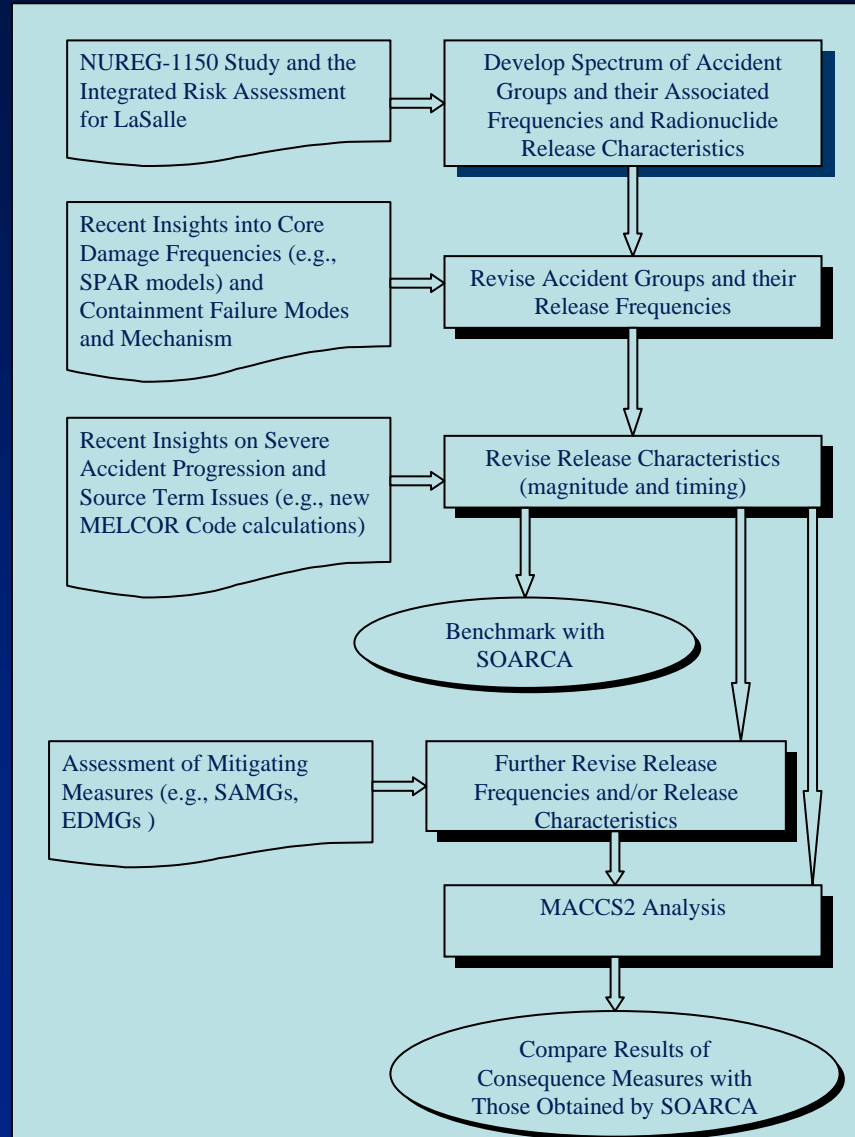 NUREG-1150 Study and the
Integrated Risk Assessment
for LaSalle
Develop Spectrum of Accident
Groups and their Associated
Frequencies and Radionuclide
Release Characteristics
Recent Insights into Core
Damage Frequencies (e.g.,
SPAR models) and
Containment Failure Modes
and Mechanism
Revise Accident Groups and their
Release Frequencies
Recent Insights on Severe
Accident Progression and
Source Term Issues (e.g., new
MELCOR Code calculations)
Revise Release Characteristics
(magnitude and timing)
Benchmark with
SOARCA
Assessment of Mitigating
Measures (e.g., SAMGs,
EDMGs )
Further Revise Release
Frequencies and/or Release
Characteristics
MACCS2 Analysis
Compare Results of
Consequence Measures with
Those Obtained by SOARCA